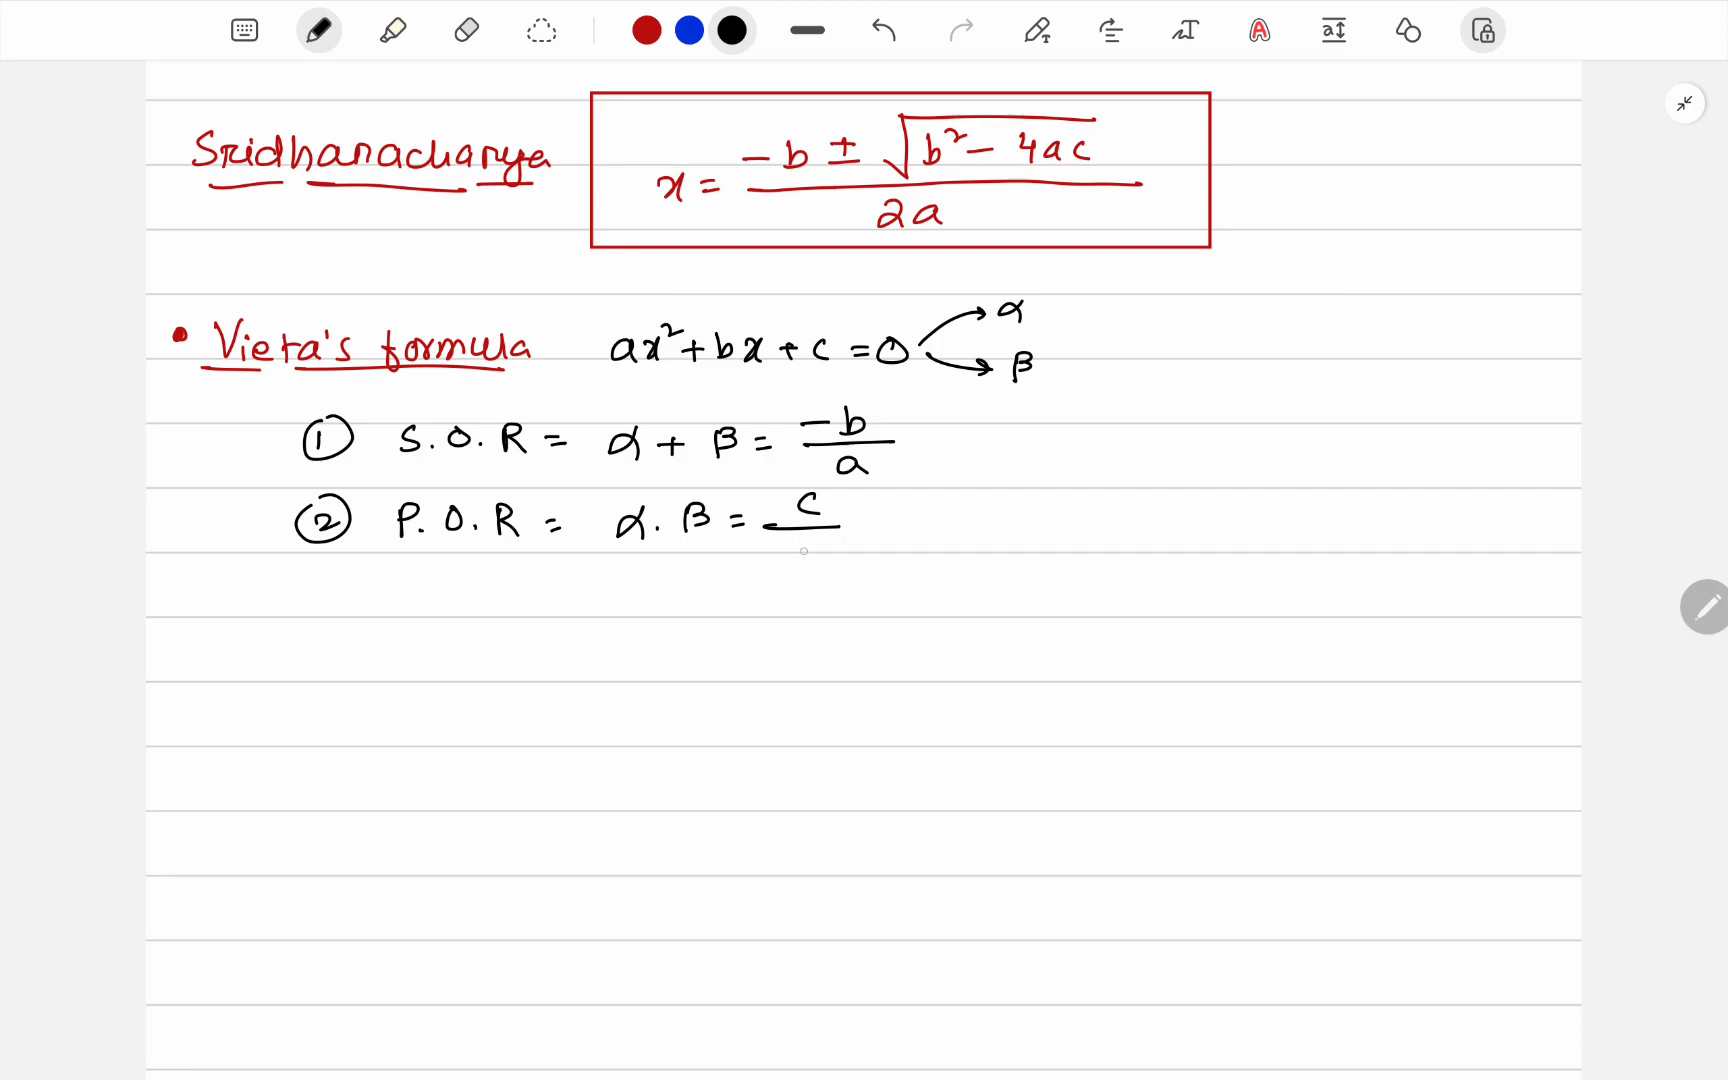 Sridharacharya x = (-b ± √(b² - 4ac)) / 2a
• Vieta's formula ax² + bx + c = 0 → α → β
① S.O.R = α + β = -b/a
② P.O.R = α . β = c/